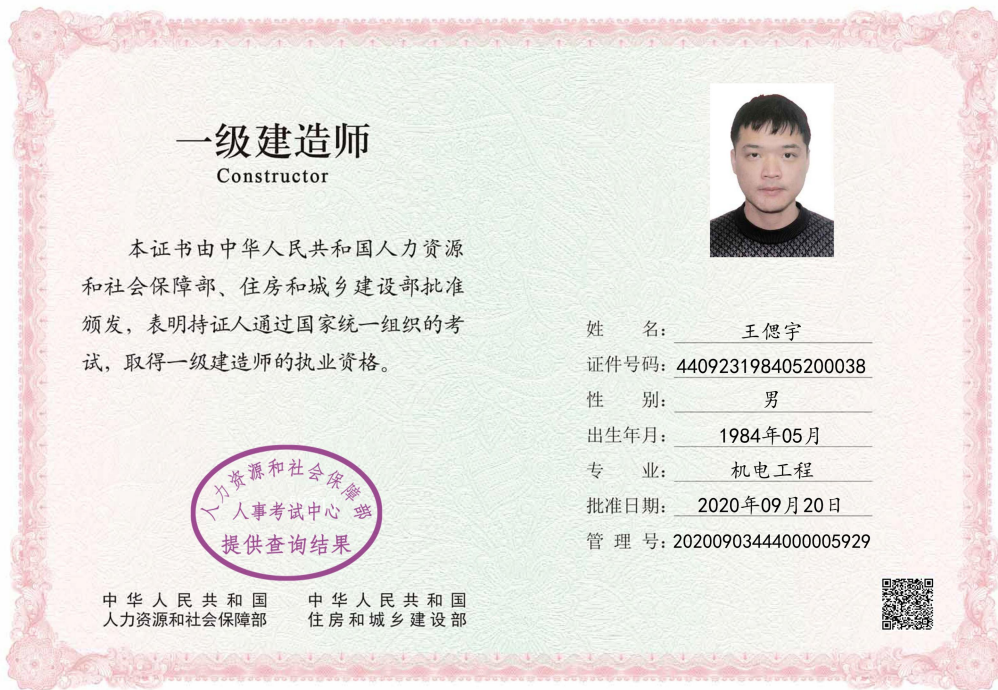 一级建造师
Constructor
本证书由中华人民共和国人力资源
和社会保障部、住房和城乡建设部批准
颁发，表明持证人通过国家统一组织的考
试，取得一级建造师的执业资格。
人力资源和社会保障部
人事考试中心
提供查询结果
中华人民共和国
人力资源和社会保障部
中华人民共和国
住房和城乡建设部
姓 名：王偲宇
证件号码：440923198405200038
性 别：男
出生年月：1984年05月
专 业：机电工程
批准日期：2020年09月20日
管 理 号：20200903444000005929